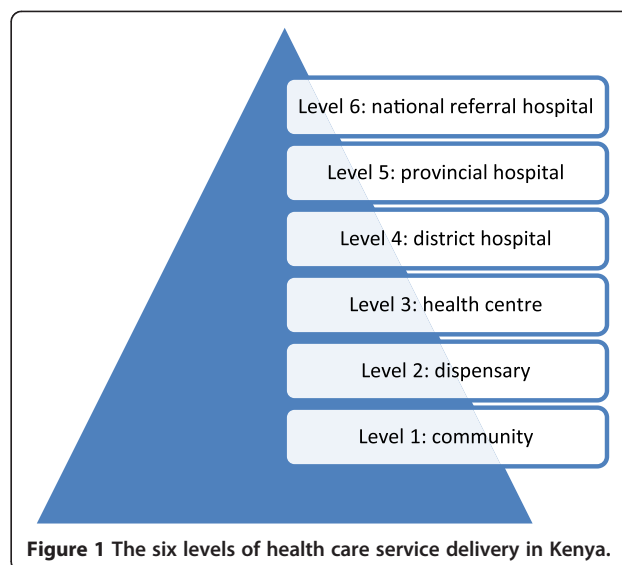 Level 6: national referral hospital
Level 5: provincial hospital
Level 4: district hospital
Level 3: health centre
Level 2: dispensary
Level 1: community
Figure 1 The six levels of health care service delivery in Kenya.